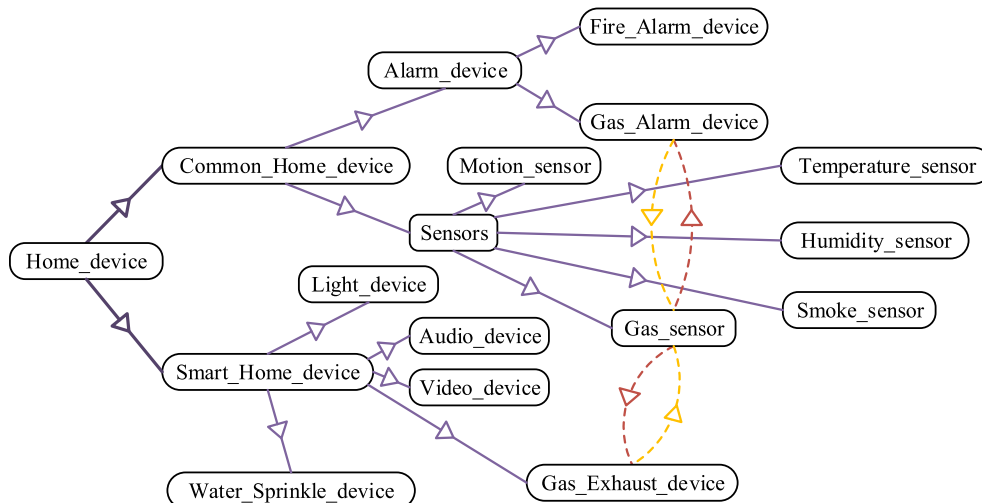 Fire_Alarm_device
Alarm_device
Gas_Alarm_device
Common_Home_device
Motion_sensor
Temperature_sensor
Sensors
Humidity_sensor
Home_device
Light_device
Smoke_sensor
Gas_sensor
Audio_device
Smart_Home_device
Video_device
Gas_Exhaust_device
Water_Sprinkle_device